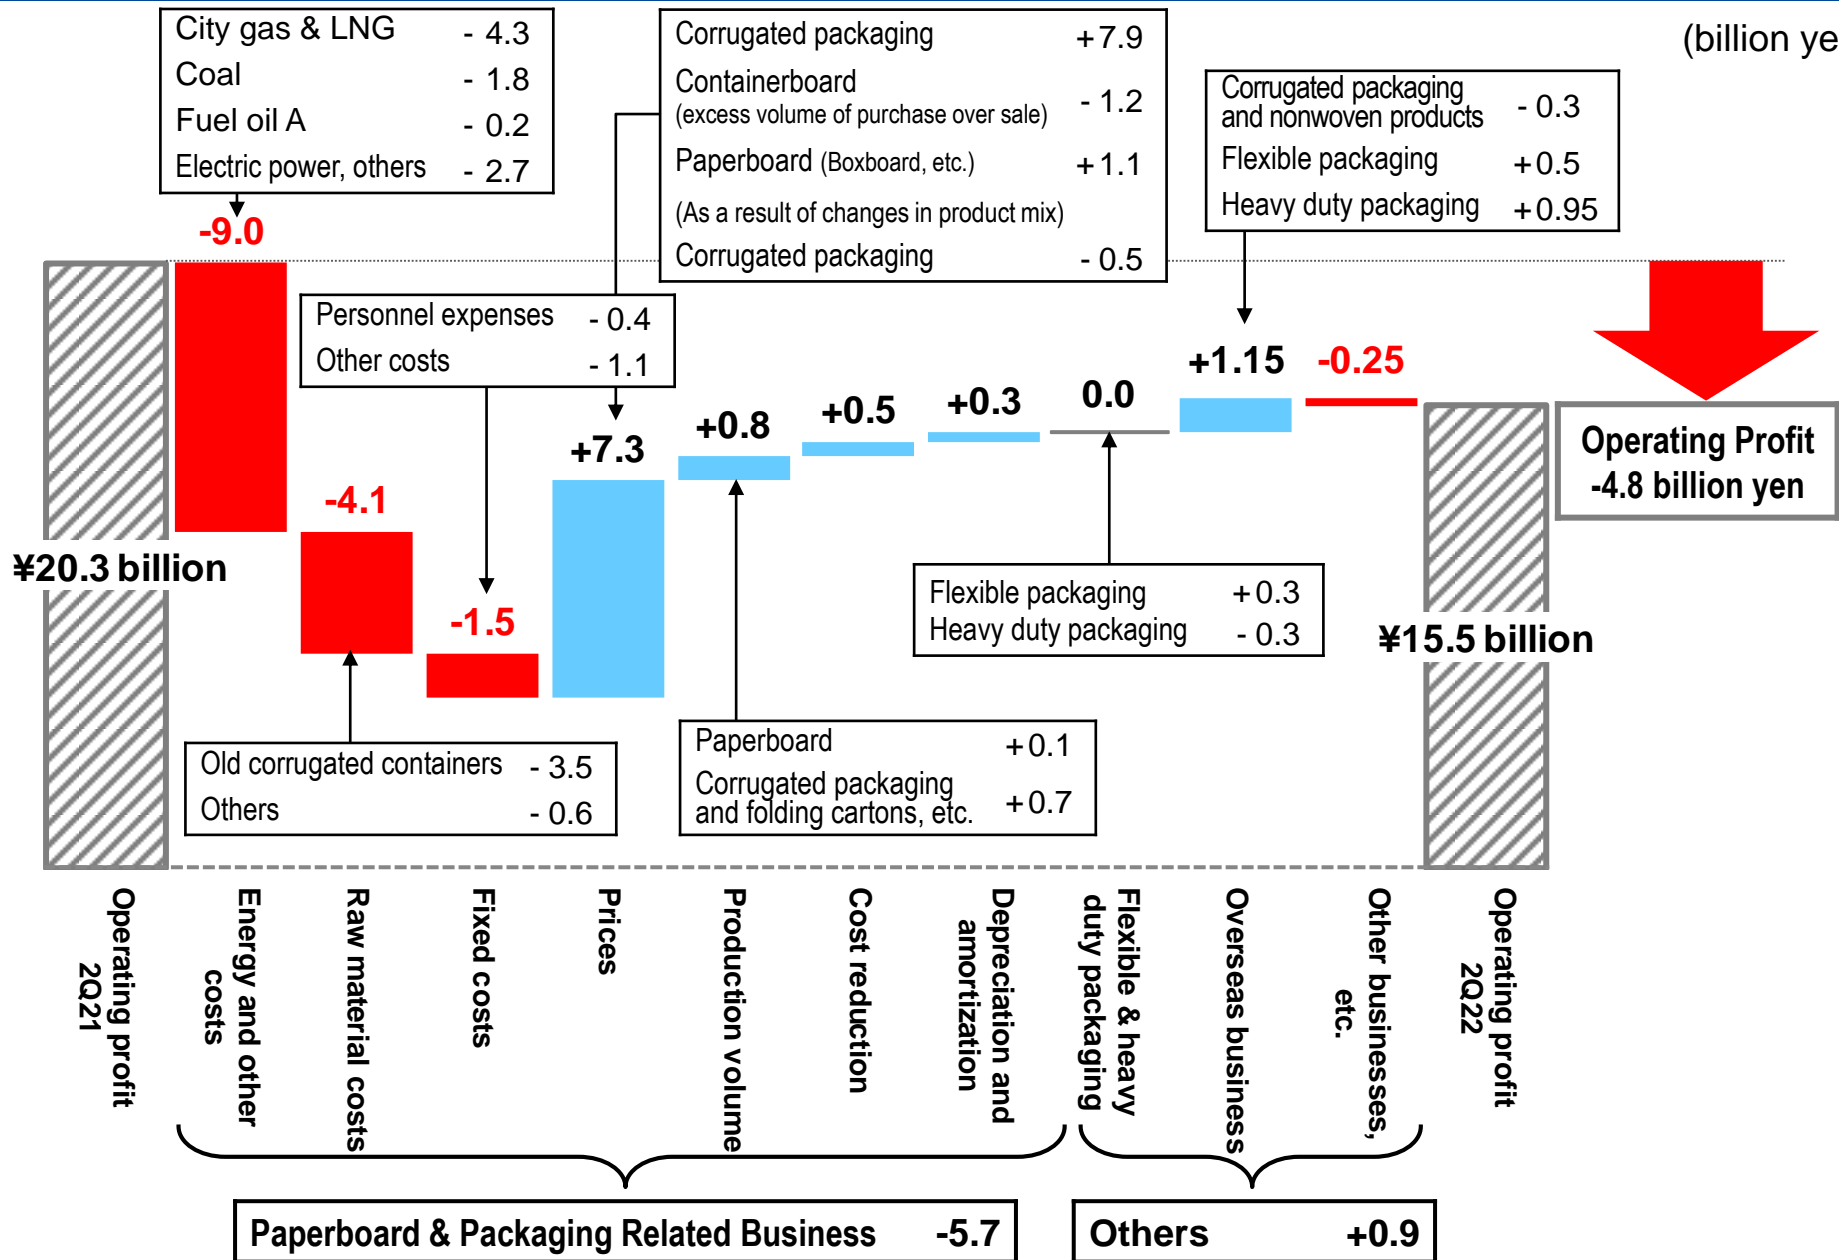 (billion ye
City gas & LNG - 4.3
Coal - 1.8
Fuel oil A - 0.2
Electric power, others - 2.7
Corrugated packaging +7.9
Containerboard
(excess volume of purchase over sale) - 1.2
Paperboard (Boxboard, etc.) +1.1
(As a result of changes in product mix)
Corrugated packaging - 0.5
Corrugated packaging
and nonwoven products - 0.3
Flexible packaging +0.5
Heavy duty packaging +0.95
-9.0
Personnel expenses - 0.4
Other costs - 1.1
+1.15
-0.25
+0.3
0.0
+0.5
+0.8
+7.3
Operating Profit
-4.8 billion yen
-4.1
¥20.3 billion
-1.5
Flexible packaging +0.3
Heavy duty packaging - 0.3
¥15.5 billion
Old corrugated containers - 3.5
Others - 0.6
Paperboard +0.1
Corrugated packaging
and folding cartons, etc. +0.7
Operating profit
2Q21
Energy and other
costs
Raw material costs
Fixed costs
Prices
Production volume
Cost reduction
Depreciation and
amortization
Flexible & heavy
duty packaging
Overseas business
Other businesses,
etc.
Operating profit
2Q22
Paperboard & Packaging Related Business -5.7
Others +0.9